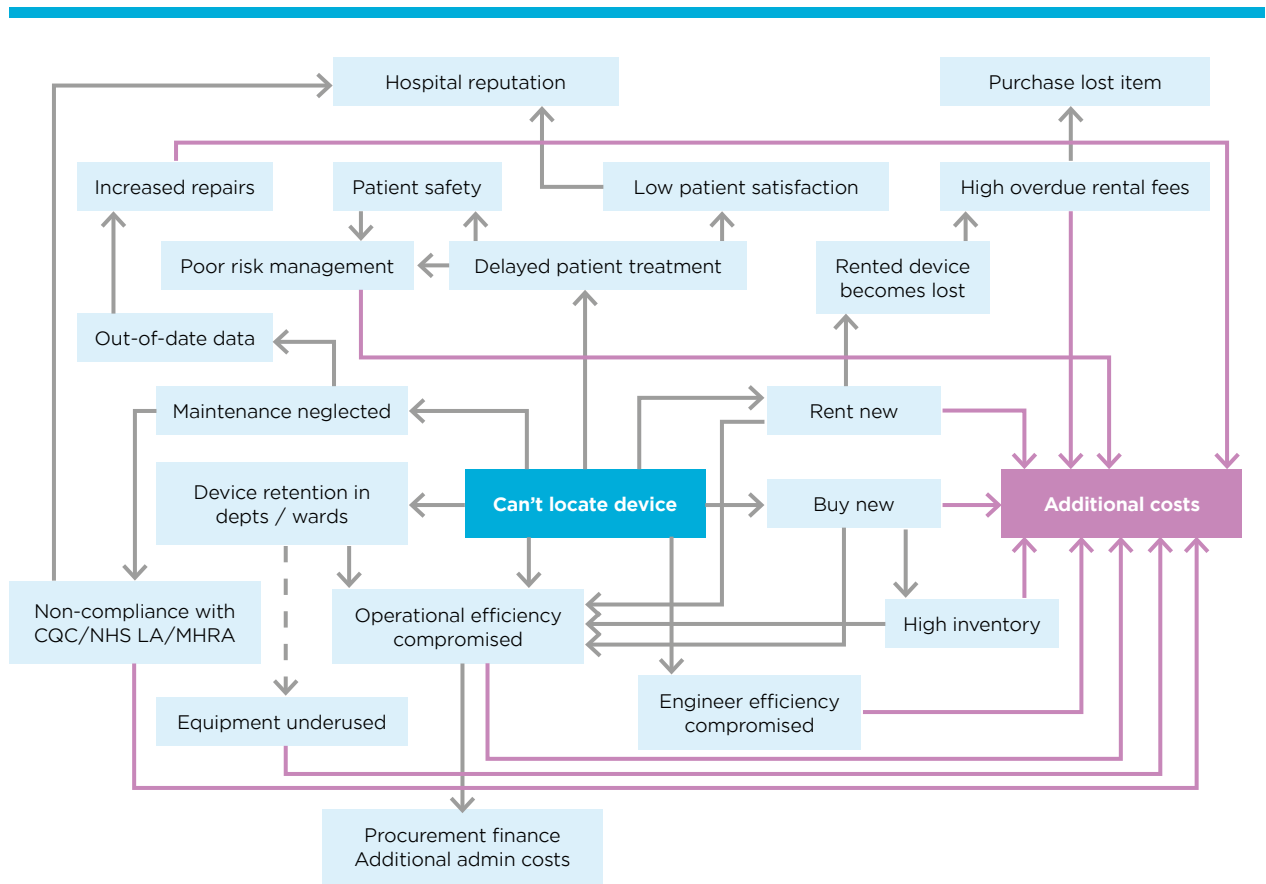 Hospital reputation
Purchase lost item
Increased repairs
Patient safety
Low patient satisfaction
High overdue rental fees
Poor risk management
Delayed patient treatment
Rented device
becomes lost
Out-of-date data
Maintenance neglected
Rent new
Device retention in
depts / wards
Can't locate device
Buy new
Additional costs
Non-compliance with
CQC/NHS LA/MHRA
Operational efficiency
compromised
High inventory
Equipment underused
Engineer efficiency
compromised
Procurement finance
Additional admin costs